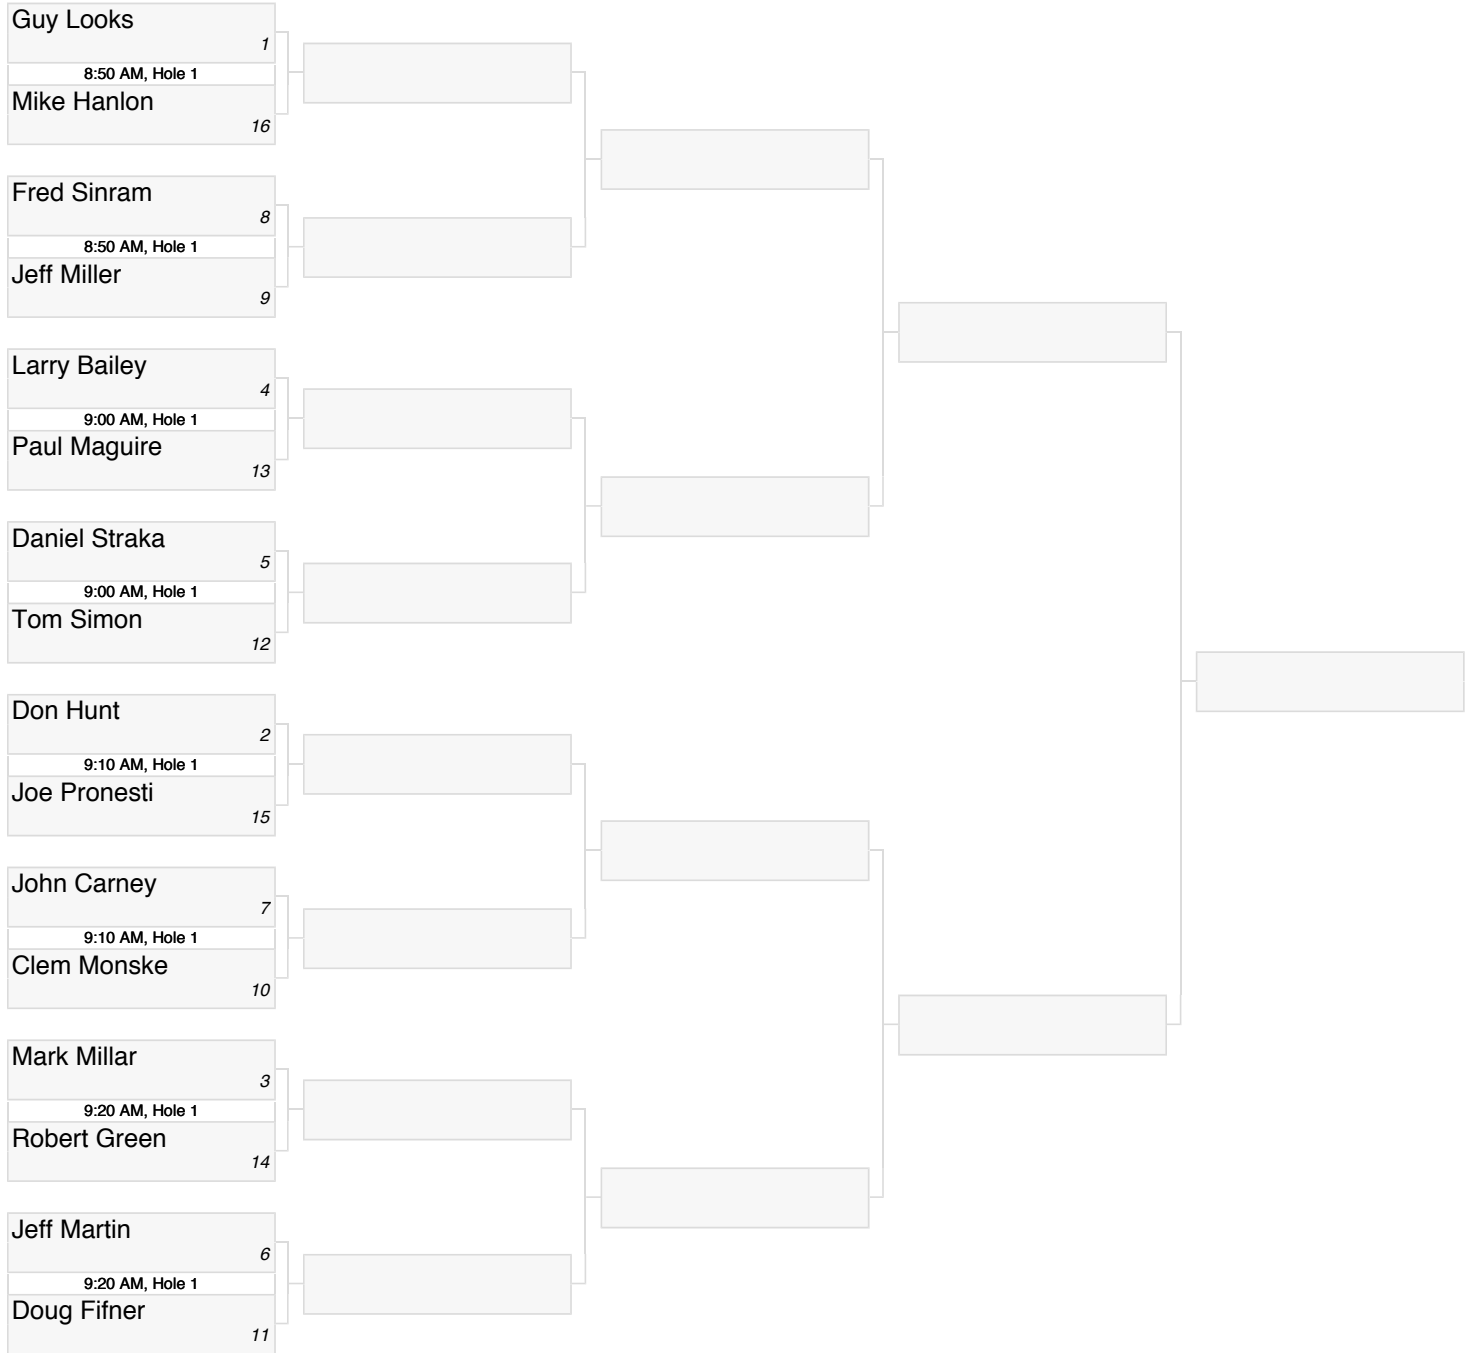 Guy Looks
1
8:50 AM, Hole 1
Mike Hanlon
16
Fred Sinram
8
8:50 AM, Hole 1
Jeff Miller
9
Larry Bailey
4
9:00 AM, Hole 1
Paul Maguire
13
Daniel Straka
5
9:00 AM, Hole 1
Tom Simon
12
Don Hunt
2
9:10 AM, Hole 1
Joe Pronesti
15
John Carney
7
9:10 AM, Hole 1
Clem Monske
10
Mark Millar
3
9:20 AM, Hole 1
Robert Green
14
Jeff Martin
6
9:20 AM, Hole 1
Doug Fifner
11